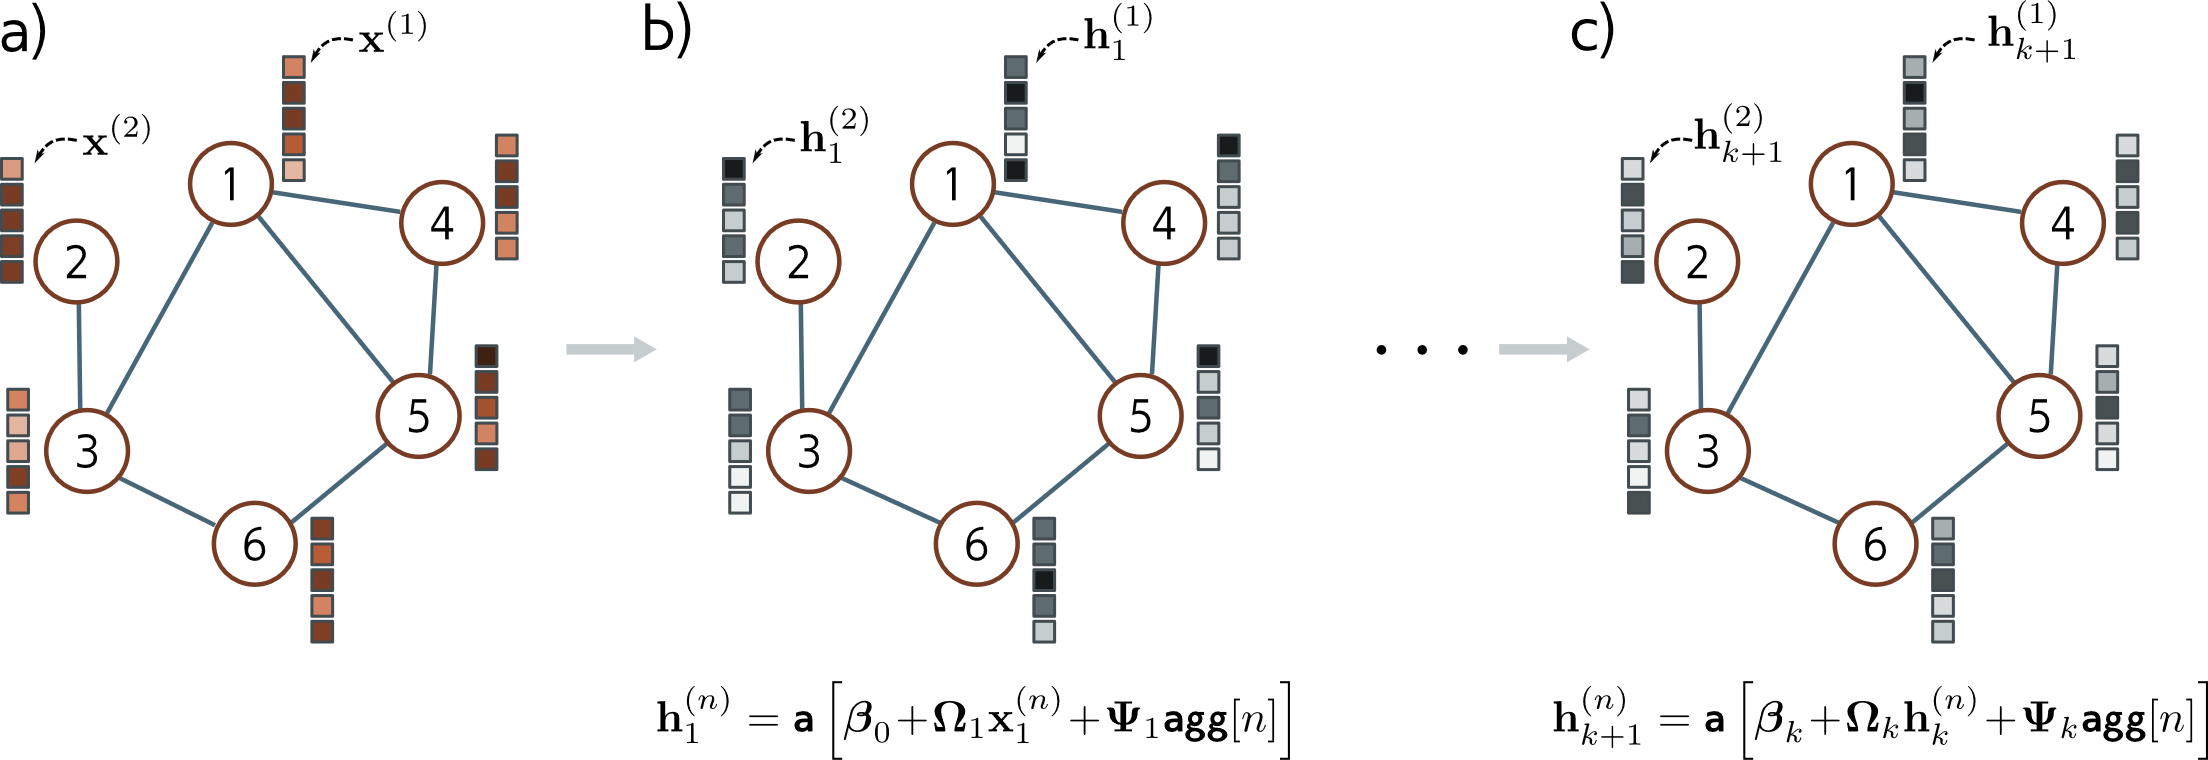 a)
x^(1)
x^(2)
1
2
3
4
5
6
b)
h_1^(1)
h_1^(2)
1
2
3
4
5
6
h_1^(n) = a [β_0 + Ω_1 x_1^(n) + Ψ_1 agg[n]]
. . .
c)
h_{k+1}^(1)
h_{k+1}^(2)
1
2
3
4
5
6
h_{k+1}^(n) = a [β_k + Ω_k h_k^(n) + Ψ_k agg[n]]